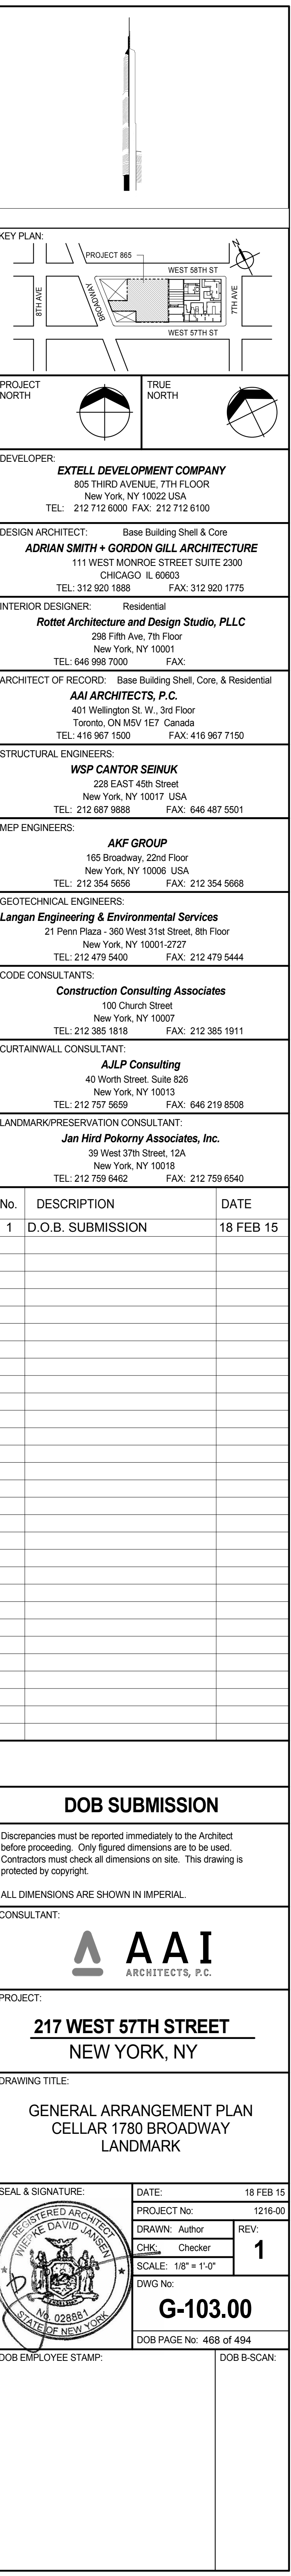 KEY PLAN:
N
PROJECT 865
WEST 58TH ST
8TH AVE
BROADWAY
7TH AVE
WEST 57TH ST
PROJECT NORTH
TRUE NORTH
DEVELOPER:
EXTELL DEVELOPMENT COMPANY
805 THIRD AVENUE, 7TH FLOOR
New York, NY 10022 USA
TEL: 212 712 6000 FAX: 212 712 6100
DESIGN ARCHITECT: Base Building Shell & Core
ADRIAN SMITH + GORDON GILL ARCHITECTURE
111 WEST MONROE STREET SUITE 2300
CHICAGO IL 60603
TEL: 312 920 1888 FAX: 312 920 1775
INTERIOR DESIGNER: Residential
Rottet Architecture and Design Studio, PLLC
298 Fifth Ave, 7th Floor
New York, NY 10001
TEL: 646 998 7000 FAX:
ARCHITECT OF RECORD: Base Building Shell, Core, & Residential
AAI ARCHITECTS, P.C.
401 Wellington St. W., 3rd Floor
Toronto, ON M5V 1E7 Canada
TEL: 416 967 1500 FAX: 416 967 7150
STRUCTURAL ENGINEERS:
WSP CANTOR SEINUK
228 EAST 45th Street
New York, NY 10017 USA
TEL: 212 687 9888 FAX: 646 487 5501
MEP ENGINEERS:
AKF GROUP
165 Broadway, 22nd Floor
New York, NY 10006 USA
TEL: 212 354 5656 FAX: 212 354 5668
GEOTECHNICAL ENGINEERS:
Langan Engineering & Environmental Services
21 Penn Plaza - 360 West 31st Street, 8th Floor
New York, NY 10001-2727
TEL: 212 479 5400 FAX: 212 479 5444
CODE CONSULTANTS:
Construction Consulting Associates
100 Church Street
New York, NY 10007
TEL: 212 385 1818 FAX: 212 385 1911
CURTAINWALL CONSULTANT:
AJLP Consulting
40 Worth Street. Suite 826
New York, NY 10013
TEL: 212 757 5659 FAX: 646 219 8508
LANDMARK/PRESERVATION CONSULTANT:
Jan Hird Pokorny Associates, Inc.
39 West 37th Street, 12A
New York, NY 10018
TEL: 212 759 6462 FAX: 212 759 6540
No. DESCRIPTION DATE
1 D.O.B. SUBMISSION 18 FEB 15
DOB SUBMISSION
Discrepancies must be reported immediately to the Architect
before proceeding. Only figured dimensions are to be used.
Contractors must check all dimensions on site. This drawing is
protected by copyright.
ALL DIMENSIONS ARE SHOWN IN IMPERIAL.
CONSULTANT:
AAI
ARCHITECTS, P.C.
PROJECT:
217 WEST 57TH STREET
NEW YORK, NY
DRAWING TITLE:
GENERAL ARRANGEMENT PLAN
CELLAR 1780 BROADWAY
LANDMARK
SEAL & SIGNATURE:
REGISTERED ARCHITECT
WIEPKE DAVID JANSEN
No. 028881
STATE OF NEW YORK
DATE: 18 FEB 15
PROJECT No: 1216-00
DRAWN: Author
CHK: Checker
SCALE: 1/8" = 1'-0"
REV:
1
DWG No:
G-103.00
DOB PAGE No: 468 of 494
DOB EMPLOYEE STAMP:
DOB B-SCAN: